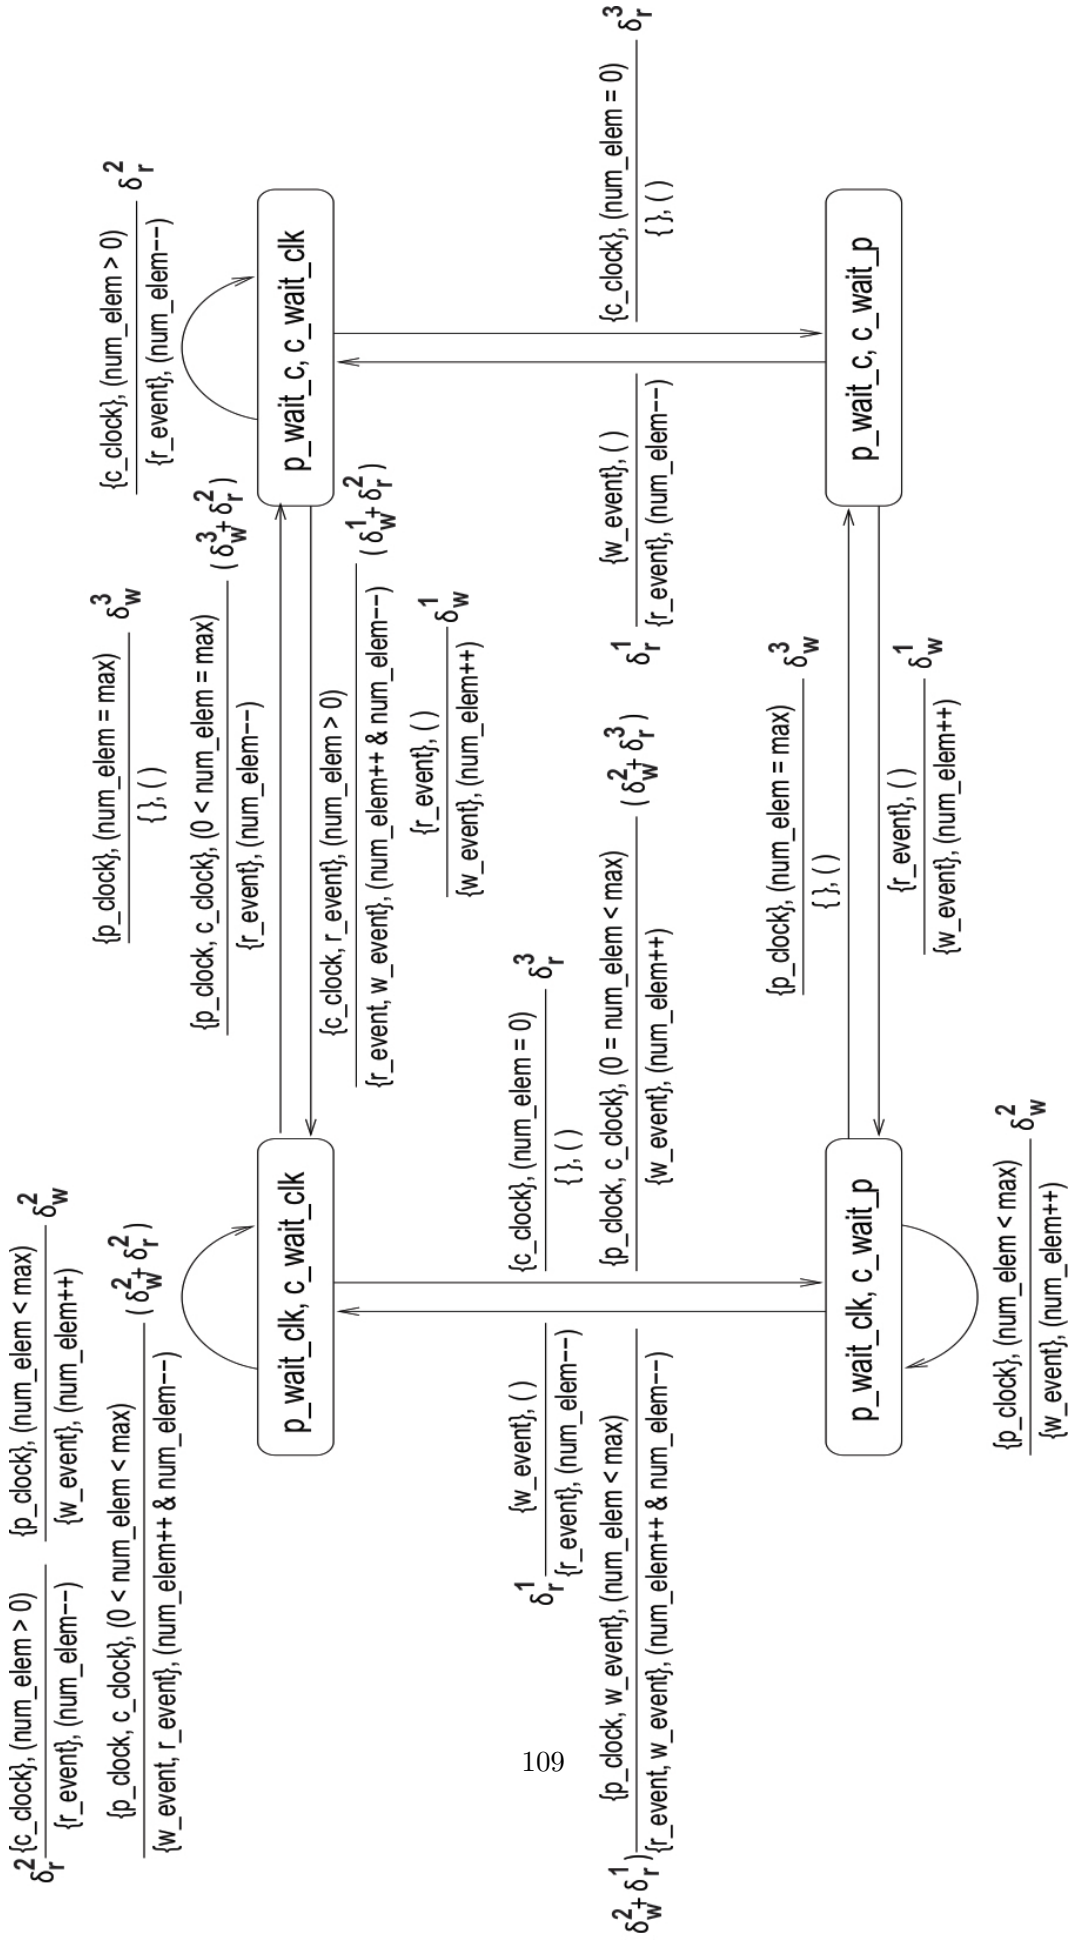 δ_r^2 {c_clock}, (num_elem > 0)
{r_event}, (num_elem--)
{p_clock}, (num_elem < max) δ_w^2
{w_event}, (num_elem++)
{p_clock, c_clock}, (0 < num_elem < max) (δ_w^2 + δ_r^2)
{w_event, r_event}, (num_elem++ & num_elem--)
{p_clock}, (num_elem = max) δ_w^3
{ }, ( )
{p_clock, c_clock}, (0 < num_elem = max) (δ_w^3 + δ_r^2)
{r_event}, (num_elem--)
{c_clock}, (num_elem > 0) δ_r^2
{r_event}, (num_elem---)
p_wait_clk, c_wait_clk
p_wait_c, c_wait_clk
{c_clock, r_event}, (num_elem > 0) (δ_w^1 + δ_r^2)
{r_event, w_event}, (num_elem++ & num_elem--)
{r_event}, ( ) δ_w^1
{w_event}, (num_elem++)
δ_r^1 {w_event}, ( )
{r_event}, (num_elem--)
{c_clock}, (num_elem = 0) δ_r^3
{ }, ( )
{p_clock, w_event}, (num_elem < max)
δ_w^2 + δ_r^1 )
{r_event, w_event}, (num_elem++ & num_elem--)
{p_clock, c_clock}, (0 = num_elem < max) (δ_w^2 + δ_r^3)
{w_event}, (num_elem++)
δ_r^1 {w_event}, ( )
{r_event}, (num_elem--)
{c_clock}, (num_elem = 0) δ_r^3
{ }, ( )
{p_clock}, (num_elem = max) δ_w^3
{ }, ( )
p_wait_clk, c_wait_p
p_wait_c, c_wait_p
{r_event}, ( ) δ_w^1
{w_event}, (num_elem++)
{p_clock}, (num_elem < max) δ_w^2
{w_event}, (num_elem++)
109